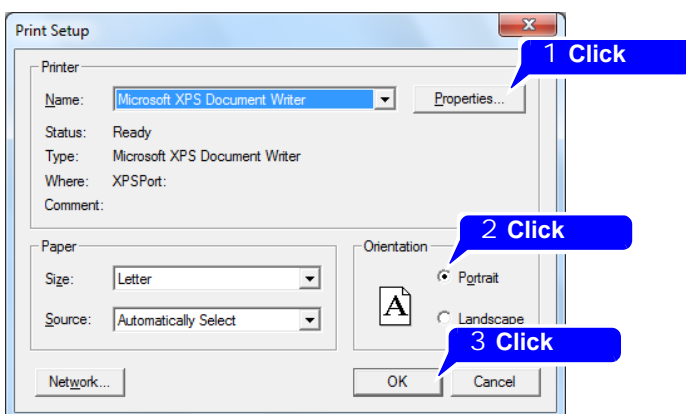 Print Setup
1 Click
Printer
Name: Microsoft XPS Document Writer Properties...
Status: Ready
Type: Microsoft XPS Document Writer
Where: XPSPort:
Comment:
2 Click
Paper Orientation
Size: Letter Portrait
A
Source: Automatically Select Landscape
3 Click
Network... OK Cancel